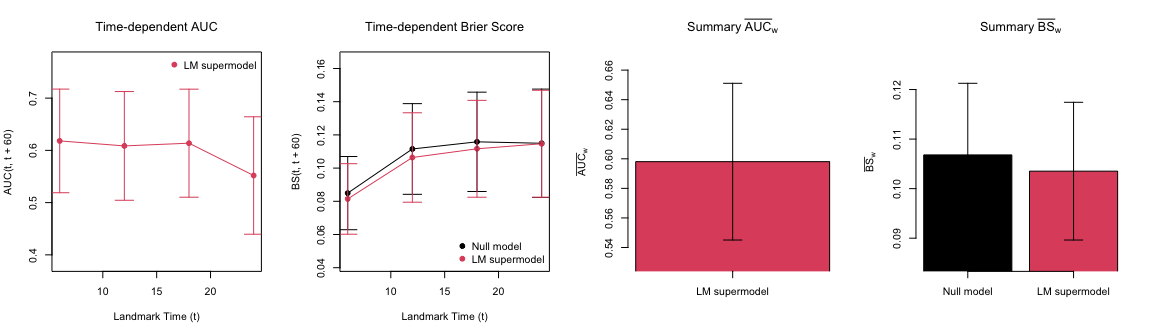 Time-dependent AUC
LM supermodel
0.7
0.6
0.5
0.4
AUC(t, t + 60)
10 15 20
Landmark Time (t)
Time-dependent Brier Score
0.16
0.14
0.12
0.10
0.08
0.06
0.04
BS(t, t + 60)
Null model
LM supermodel
10 15 20
Landmark Time (t)
Summary AUCw
0.66
0.64
0.62
0.60
0.58
0.56
0.54
AUCw
LM supermodel
Summary BSw
0.12
0.11
0.10
0.09
BSw
Null model LM supermodel